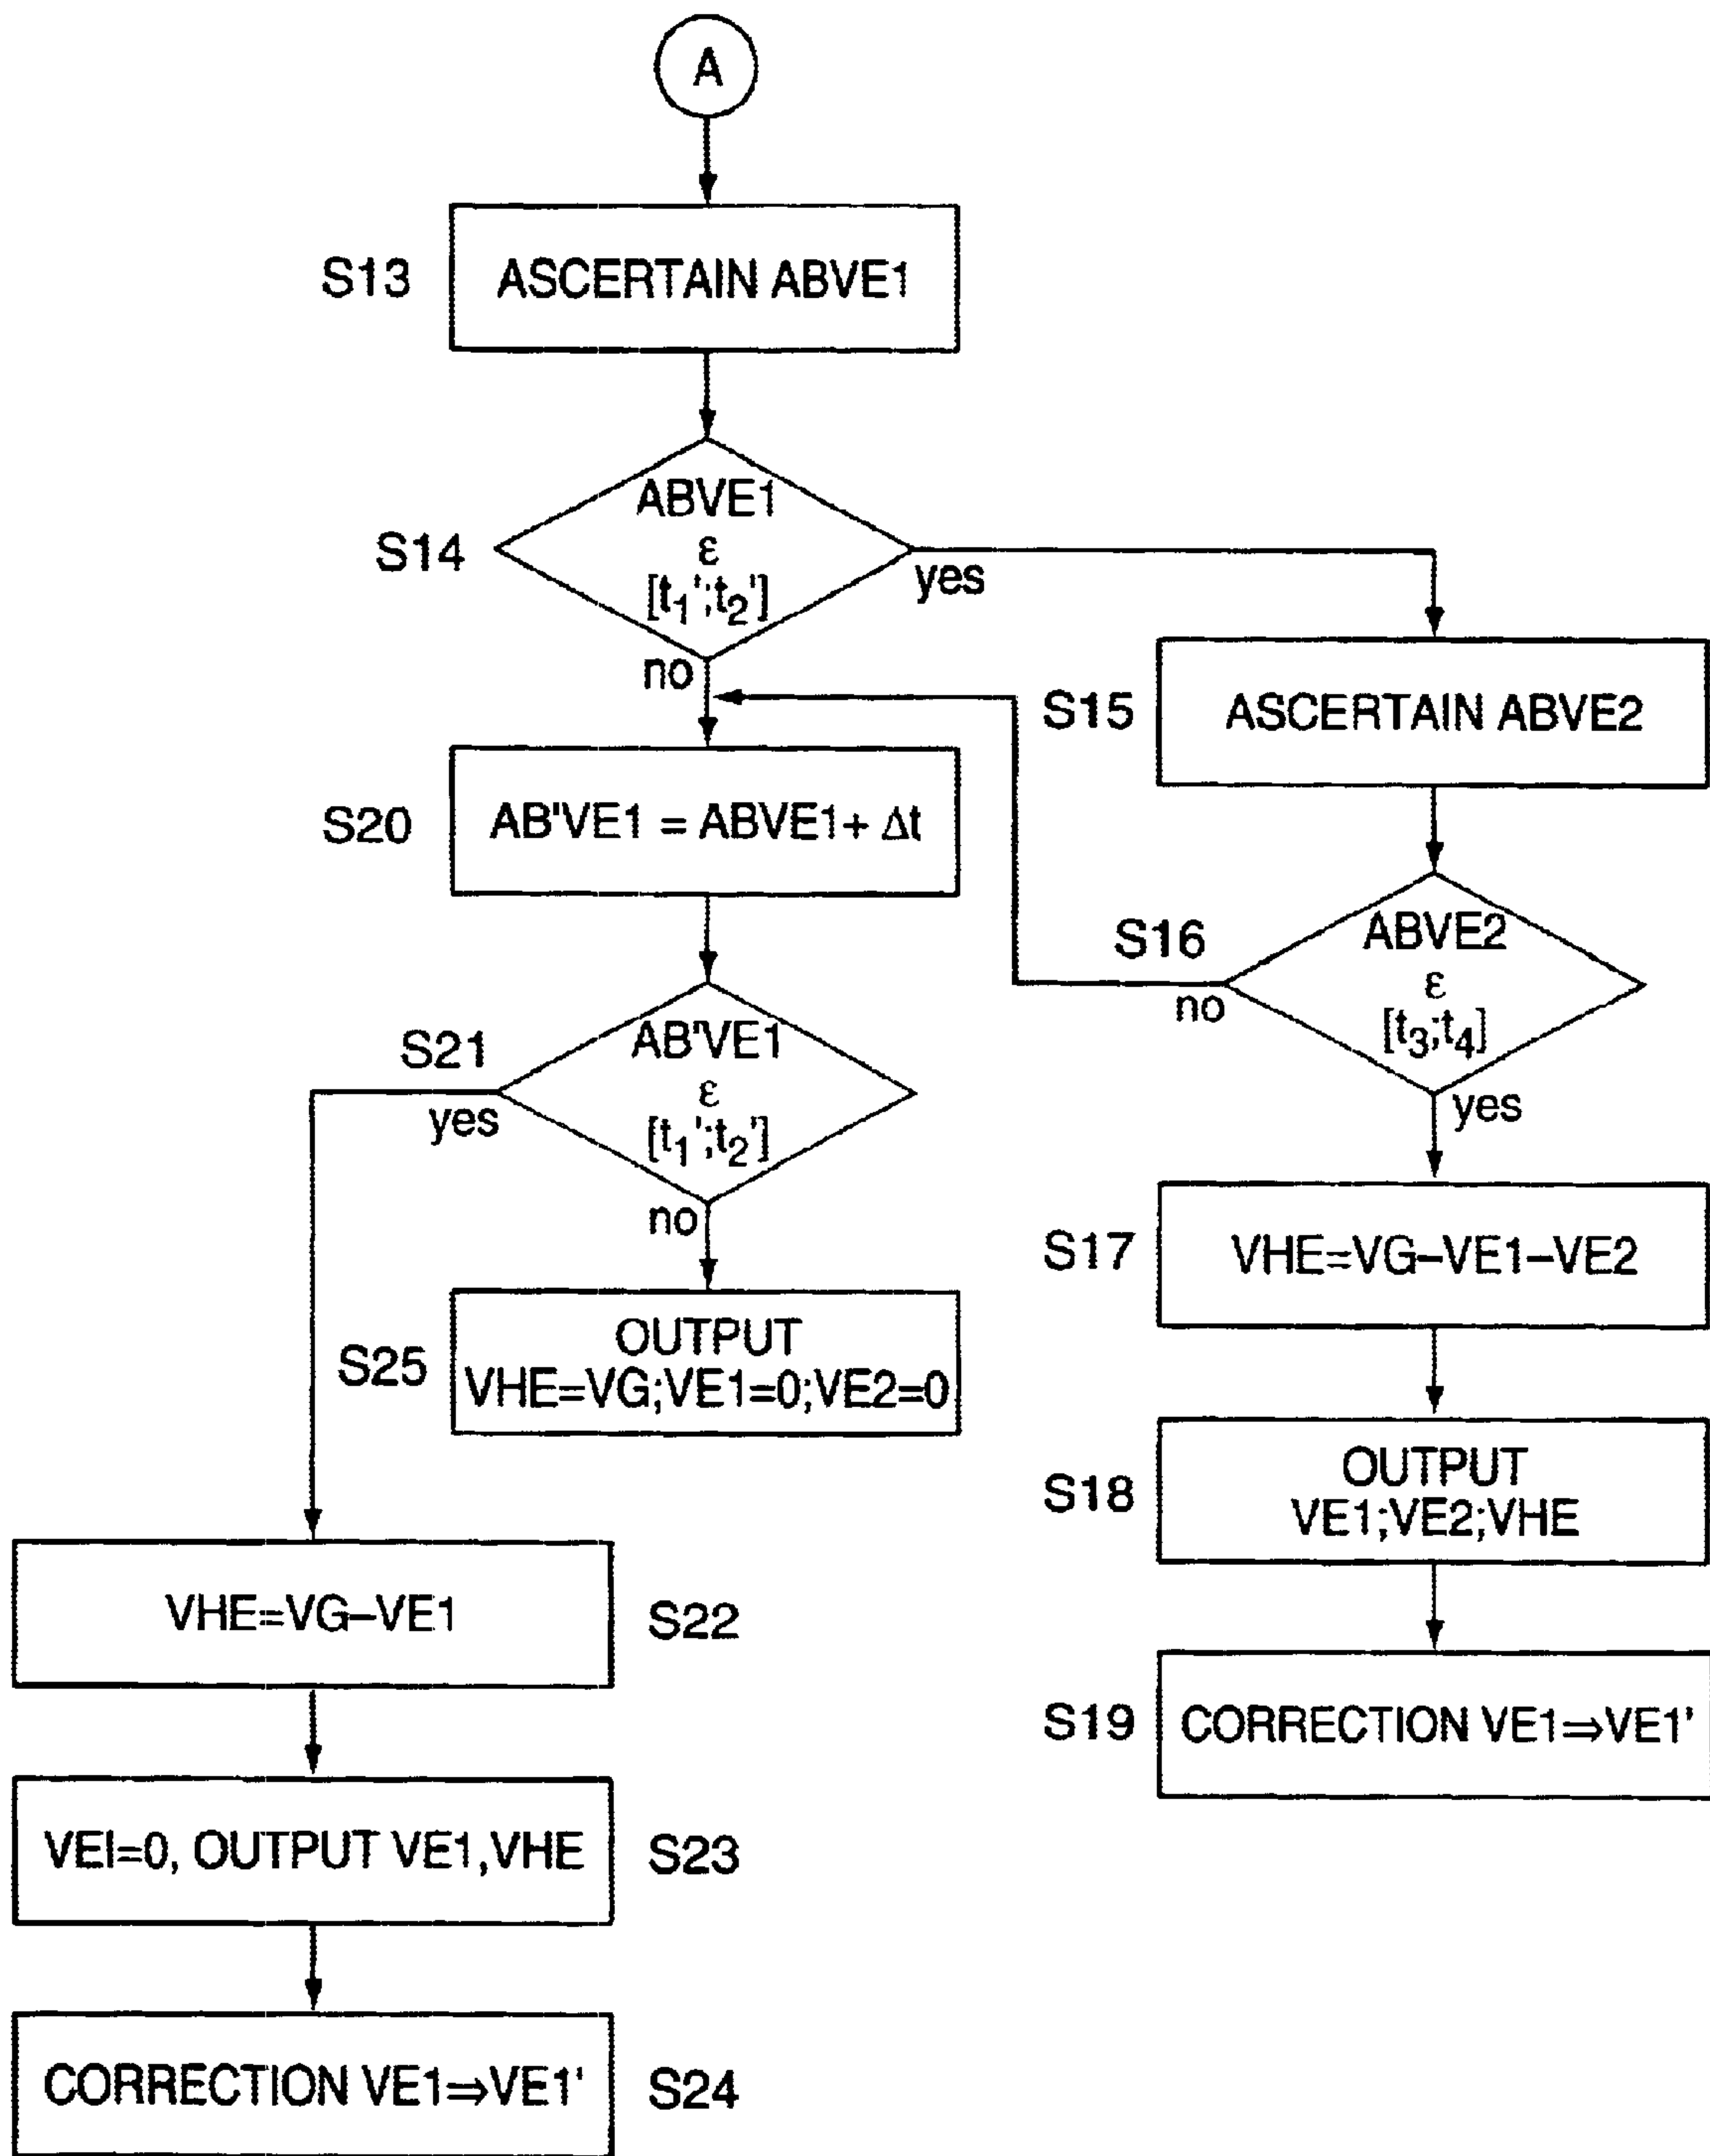 A
S13
ASCERTAIN ABVE1
S14
ABVE1
ε
[t₁';t₂']
yes
no
S15
ASCERTAIN ABVE2
S20
AB'VE1 = ABVE1+ Δt
S16
ABVE2
ε
[t₃;t₄]
no
yes
S21
AB'VE1
ε
[t₁';t₂']
yes
no
S17
VHE=VG–VE1–VE2
S25
OUTPUT
VHE=VG;VE1=0;VE2=0
S18
OUTPUT
VE1;VE2;VHE
VHE=VG–VE1
S22
S19
CORRECTION VE1⇒VE1'
VEI=0, OUTPUT VE1,VHE
S23
CORRECTION VE1⇒VE1'
S24